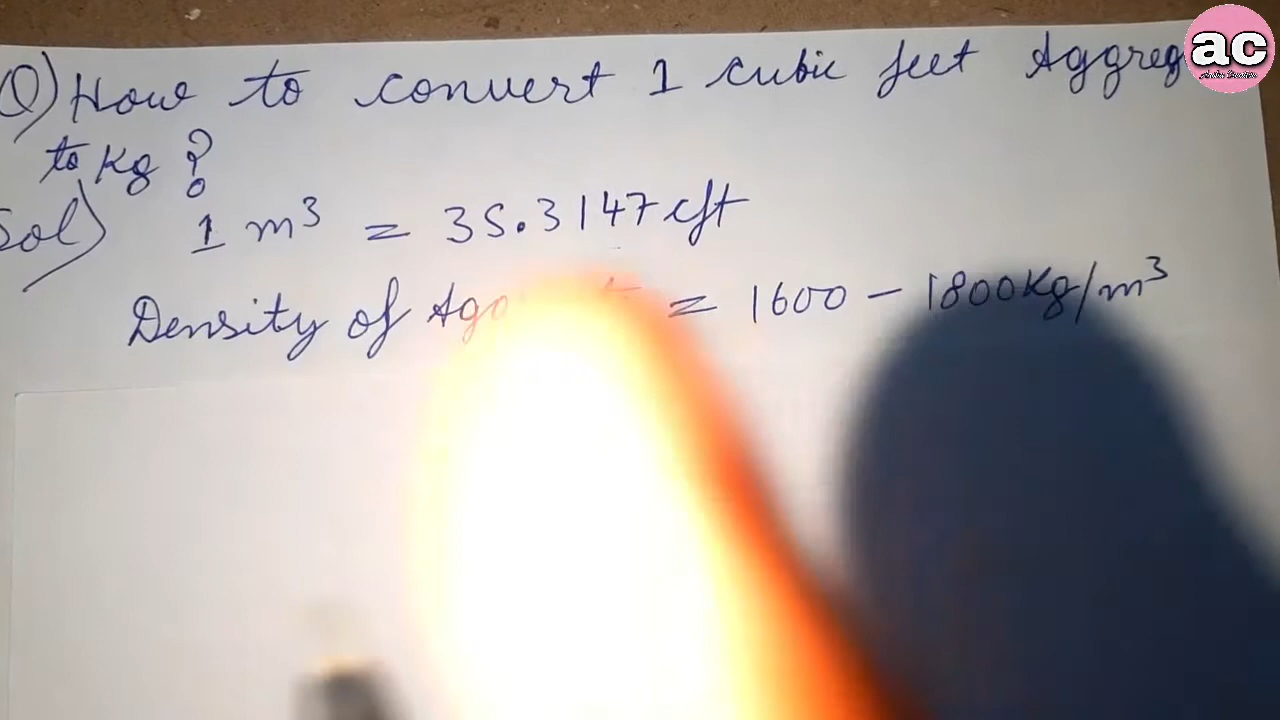 Q) How to convert 1 cubic feet Aggreg
to Kg ?
Sol) 1 m³ = 35.3147 cft
Density of Agg = 1600 - 1800 Kg/m³
ac